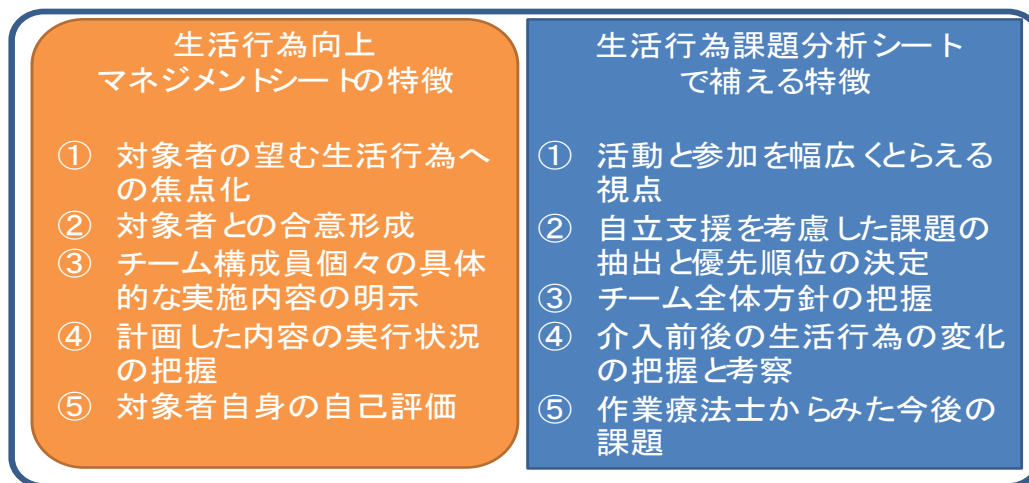 生活行為向上
マネジメントシートの特徴
① 対象者の望む生活行為へ
の焦点化
② 対象者との合意形成
③ チーム構成員個々の具体
的な実施内容の明示
④ 計画した内容の実行状況
の把握
⑤ 対象者自身の自己評価
生活行為課題分析シート
で補える特徴
① 活動と参加を幅広くとらえる
視点
② 自立支援を考慮した課題の
抽出と優先順位の決定
③ チーム全体方針の把握
④ 介入前後の生活行為の変化
の把握と考察
⑤ 作業療法士からみた今後の
課題